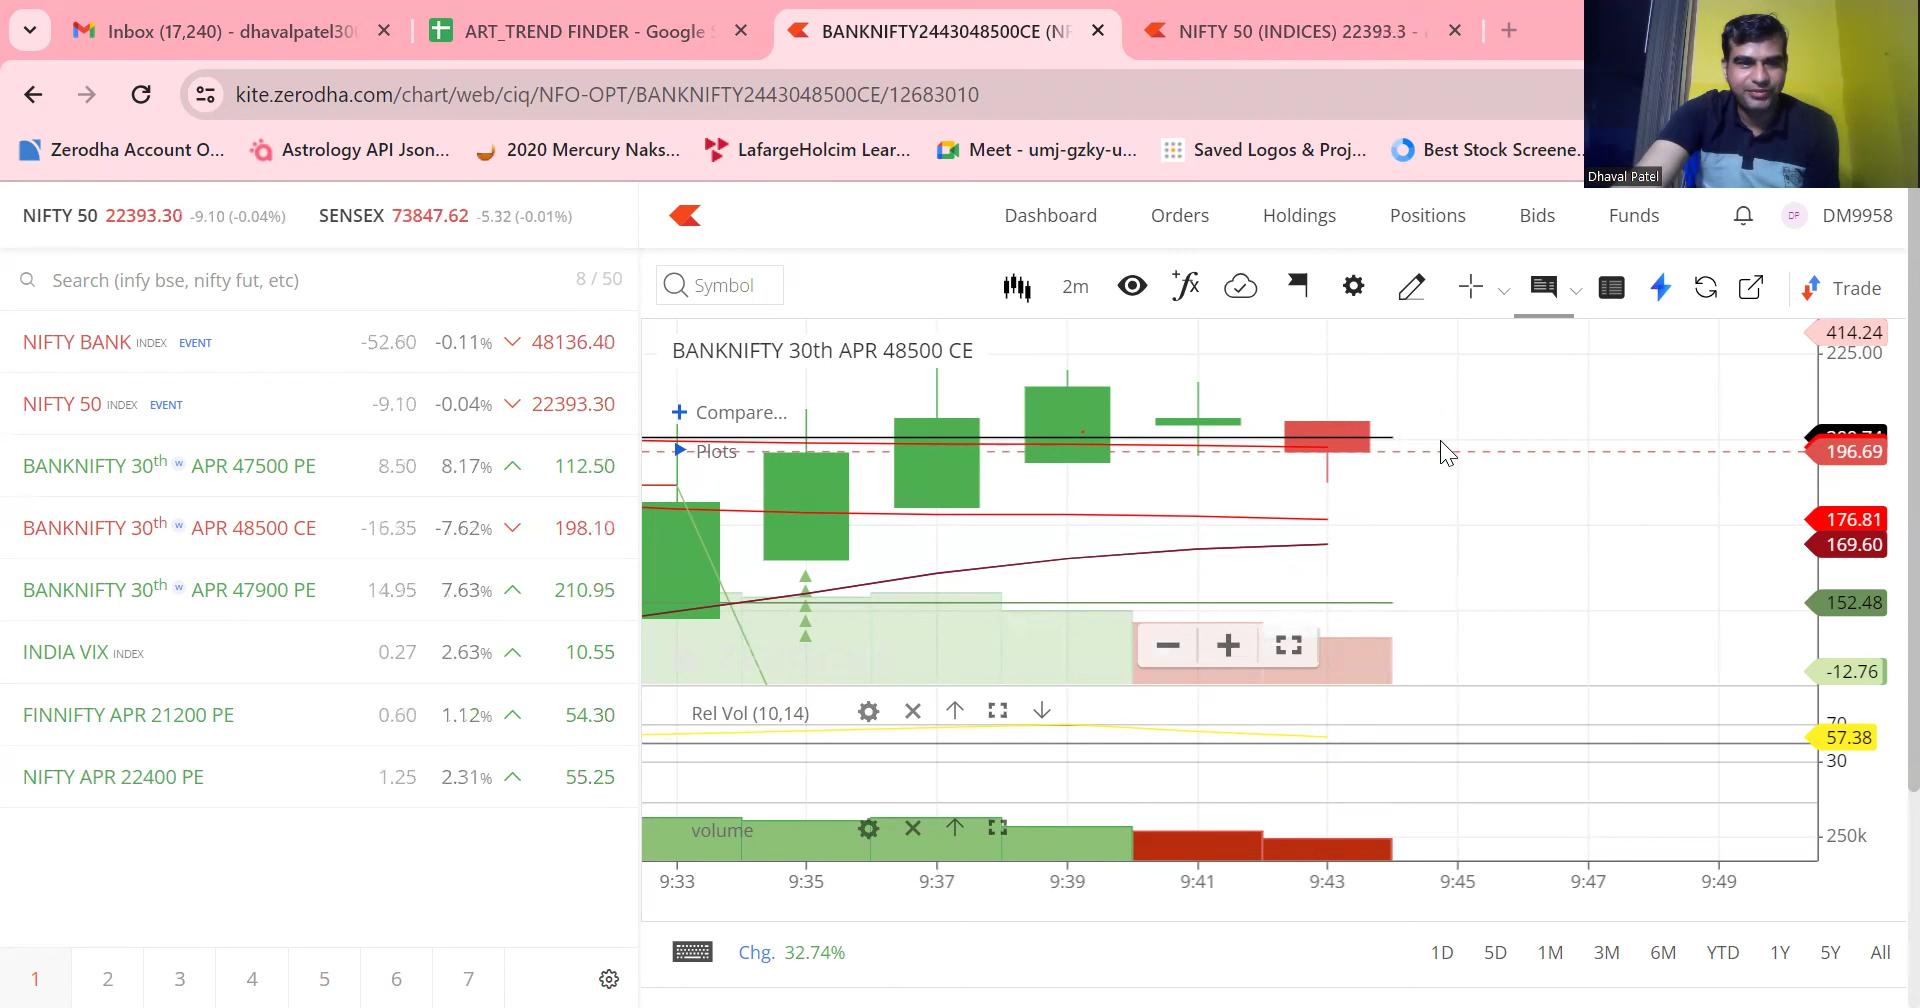 Inbox (17,240) - dhavalpatel30
ART_TREND FINDER - Google S
BANKNIFTY2443048500CE (NF
NIFTY 50 (INDICES) 22393.3 -
kite.zerodha.com/chart/web/ciq/NFO-OPT/BANKNIFTY2443048500CE/12683010
Zerodha Account O...
Astrology API Json...
2020 Mercury Naks...
LafargeHolcim Lear...
Meet - umj-gzky-u...
Saved Logos & Proj...
Best Stock Screene...
Dhaval Patel
NIFTY 50 22393.30 -9.10 (-0.04%)
SENSEX 73847.62 -5.32 (-0.01%)
Dashboard
Orders
Holdings
Positions
Bids
Funds
DP
DM9958
Search (infy bse, nifty fut, etc)
8 / 50
NIFTY BANK INDEX EVENT -52.60 -0.11% 48136.40
NIFTY 50 INDEX EVENT -9.10 -0.04% 22393.30
BANKNIFTY 30th w APR 47500 PE 8.50 8.17% 112.50
BANKNIFTY 30th w APR 48500 CE -16.35 -7.62% 198.10
BANKNIFTY 30th w APR 47900 PE 14.95 7.63% 210.95
INDIA VIX INDEX 0.27 2.63% 10.55
FINNIFTY APR 21200 PE 0.60 1.12% 54.30
NIFTY APR 22400 PE 1.25 2.31% 55.25
1 2 3 4 5 6 7
Symbol
2m
Trade
BANKNIFTY 30th APR 48500 CE
Compare...
Plots
414.24
225.00
196.69
176.81
169.60
152.48
-12.76
Rel Vol (10,14)
57.38
30
volume
250k
9:33 9:35 9:37 9:39 9:41 9:43 9:45 9:47 9:49
Chg. 32.74%
1D 5D 1M 3M 6M YTD 1Y 5Y All